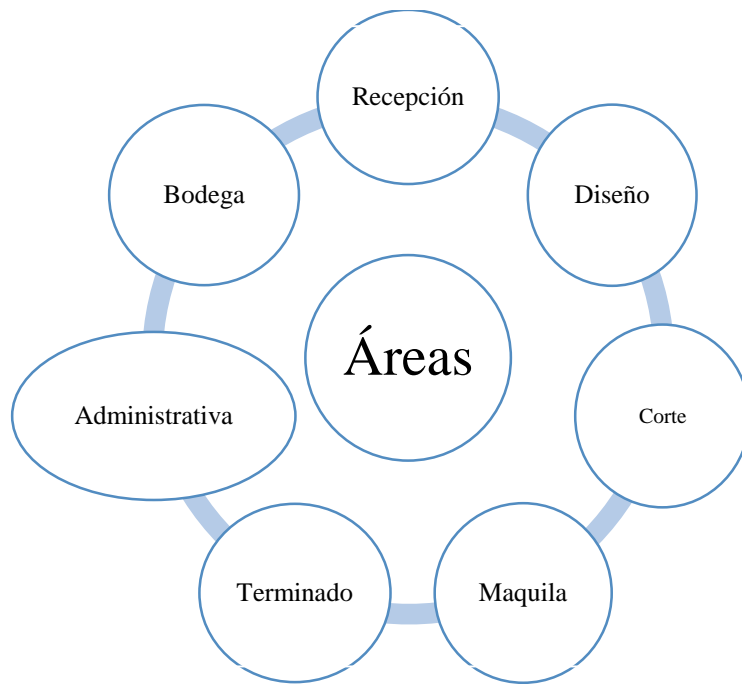 Recepción
Diseño
Corte
Maquila
Terminado
Administrativa
Bodega
Áreas